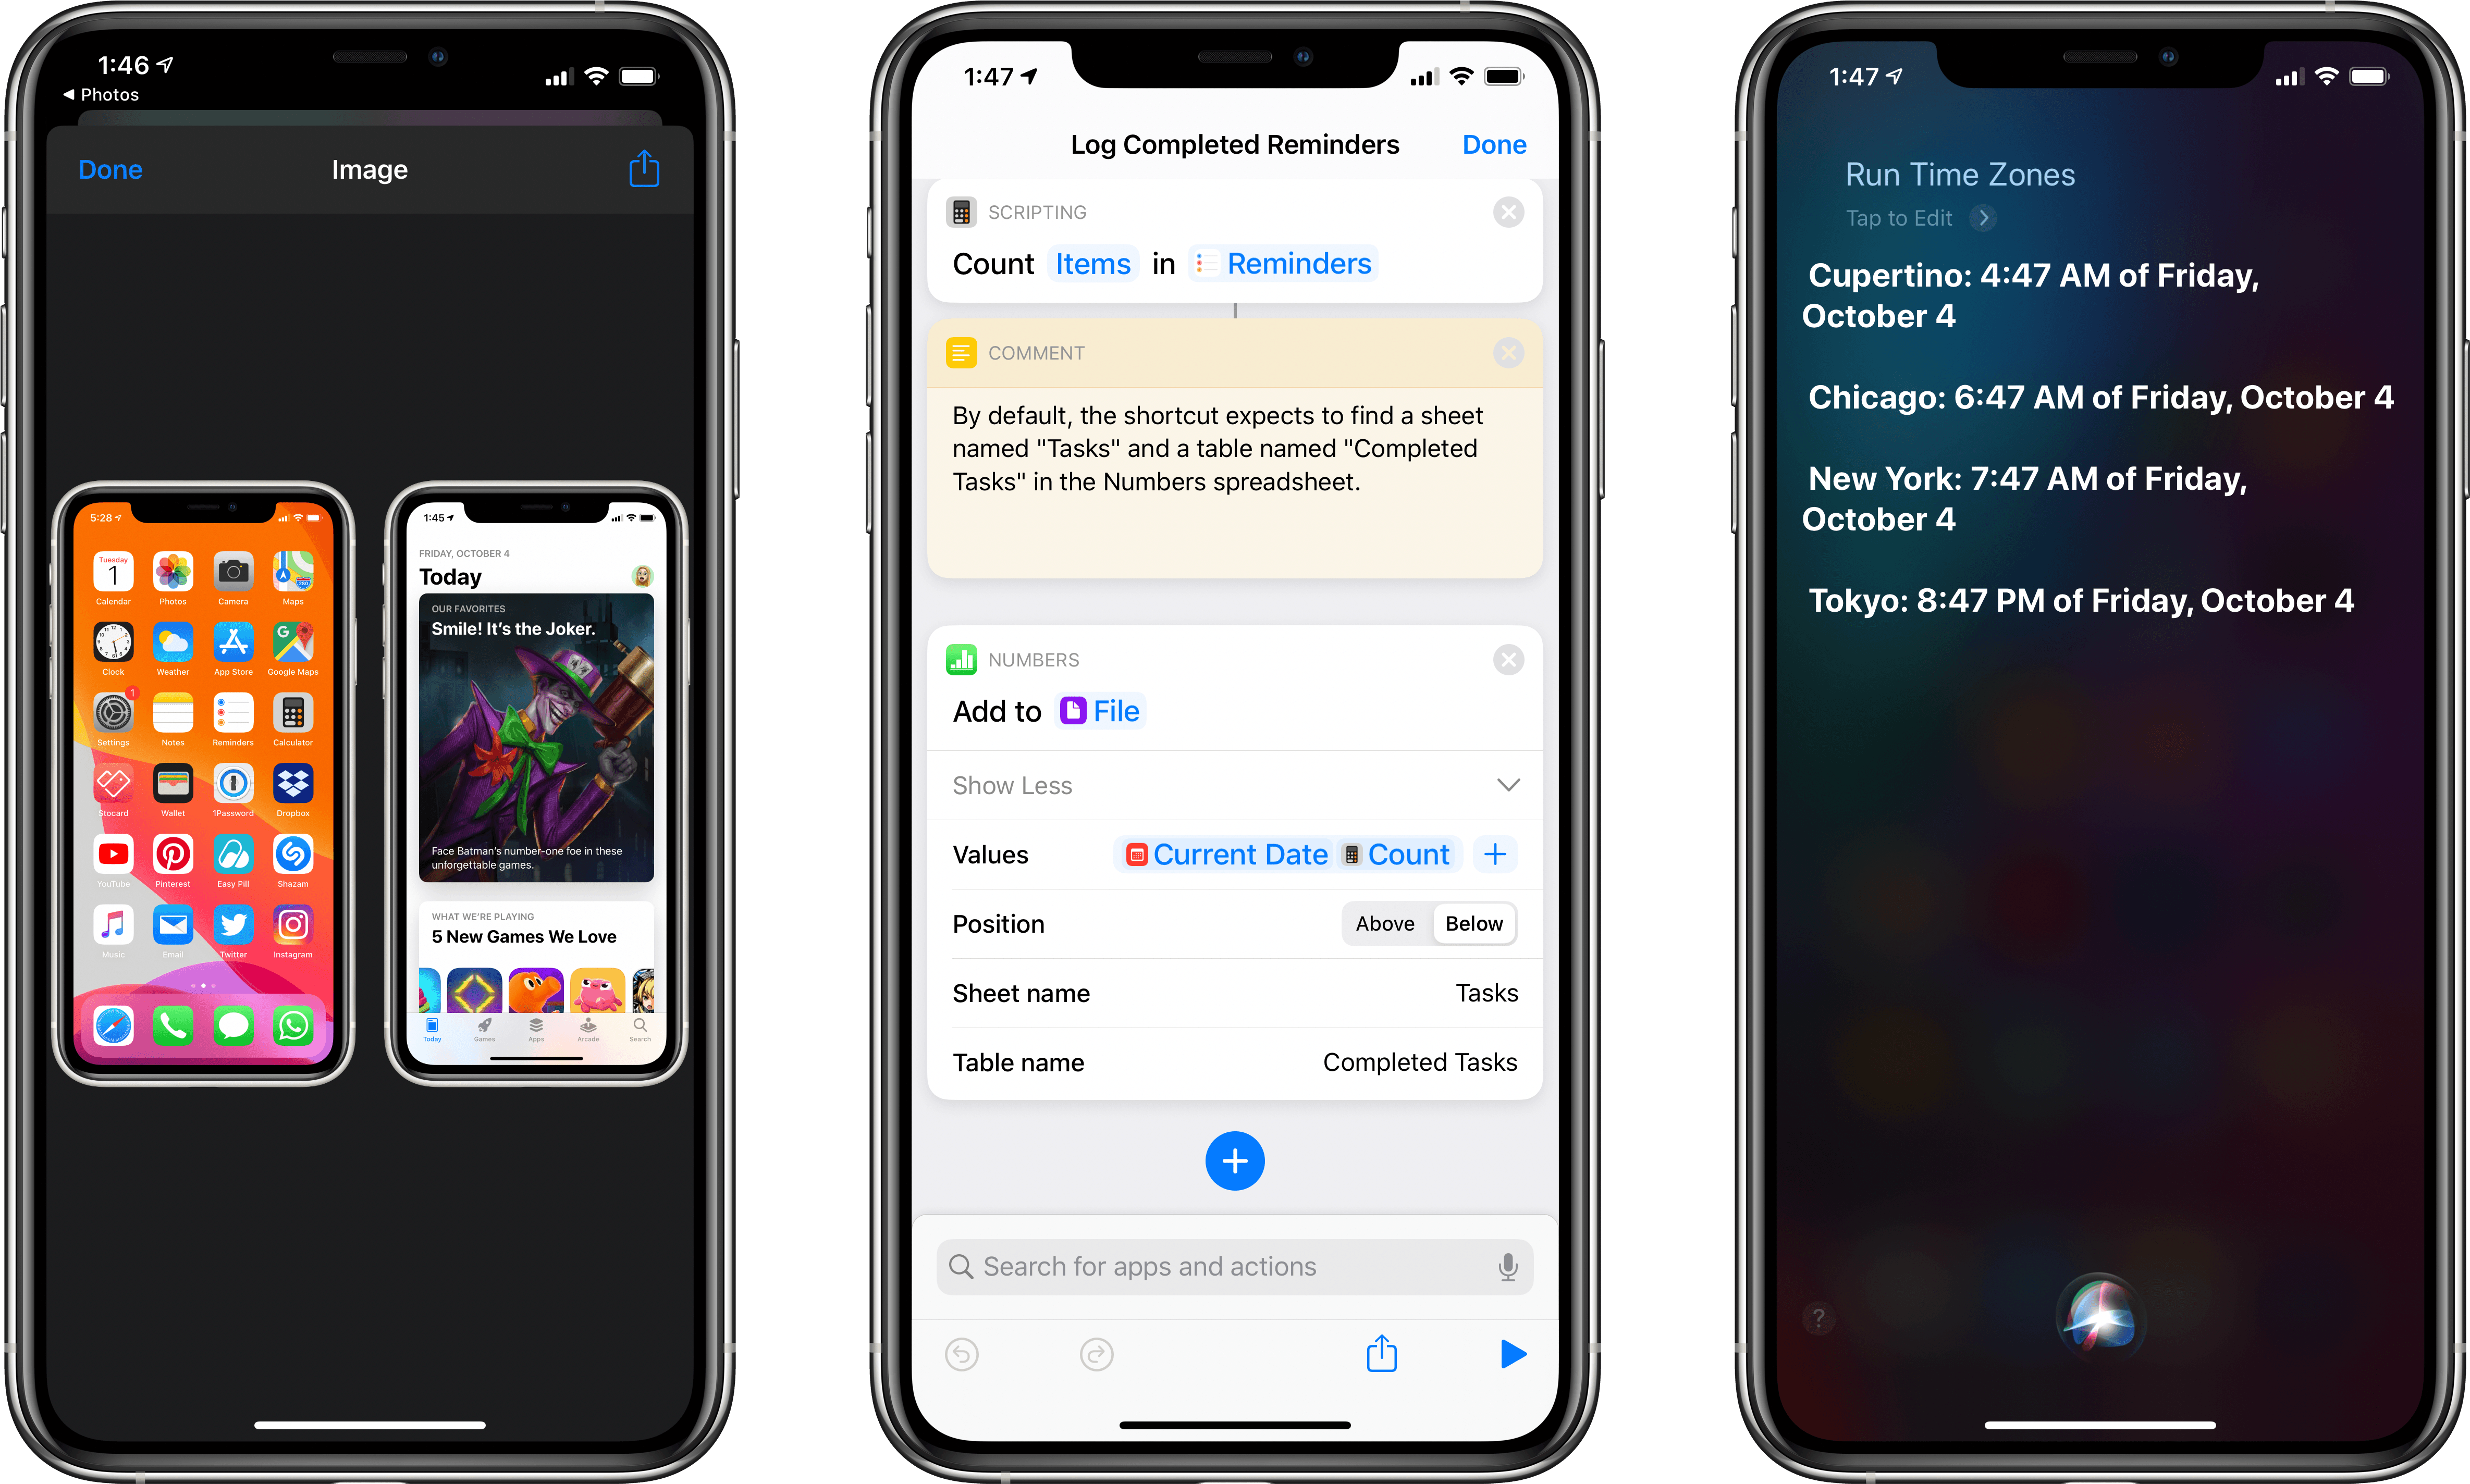 1:46
Photos
Done
Image
5:28
Tuesday
1
Calendar
Photos
Camera
Maps
280
Clock
Weather
App Store
Google Maps
1
Settings
Notes
Reminders
Calculator
Stocard
Wallet
1Password
Dropbox
YouTube
Pinterest
Easy Pill
Shazam
Music
Email
Twitter
Instagram
1:45
FRIDAY, OCTOBER 4
Today
OUR FAVORITES
Smile! It’s the Joker.
Face Batman’s number-one foe in these
unforgettable games.
WHAT WE’RE PLAYING
5 New Games We Love
Today
Games
Apps
Arcade
Search
1:47
Log Completed Reminders
Done
SCRIPTING
Count Items in Reminders
COMMENT
By default, the shortcut expects to find a sheet
named "Tasks" and a table named "Completed
Tasks" in the Numbers spreadsheet.
NUMBERS
Add to File
Show Less
Values Current Date Count
Position Above Below
Sheet name Tasks
Table name Completed Tasks
Search for apps and actions
1:47
Run Time Zones
Tap to Edit
Cupertino: 4:47 AM of Friday,
October 4
Chicago: 6:47 AM of Friday, October 4
New York: 7:47 AM of Friday,
October 4
Tokyo: 8:47 PM of Friday, October 4
?